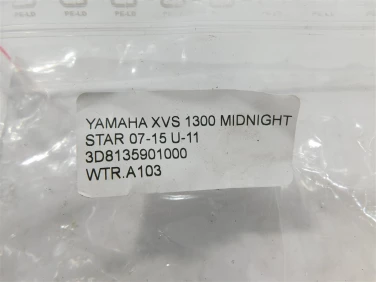 YAMAHA XVS 1300 MIDNIGHT
STAR 07-15 U-11
3D8135901000
WTR.A103